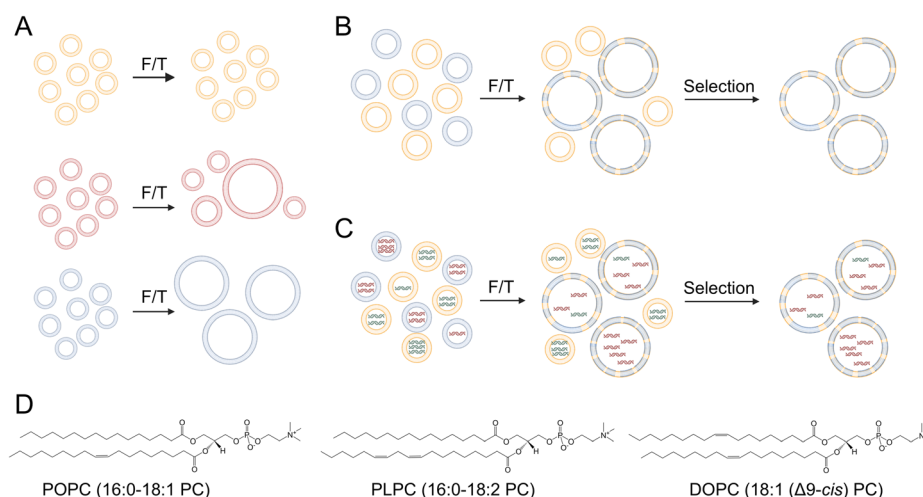 A
F/T
F/T
F/T
B
F/T
Selection
C
F/T
Selection
D
O
O
O
H
O
O
P
O
O⁻
O
N⁺
POPC (16:0-18:1 PC)
O
O
O
H
O
O
P
O
O⁻
O
N⁺
PLPC (16:0-18:2 PC)
O
O
O
H
O
O
P
O
O⁻
O
N
DOPC (18:1 (Δ9-cis) PC)